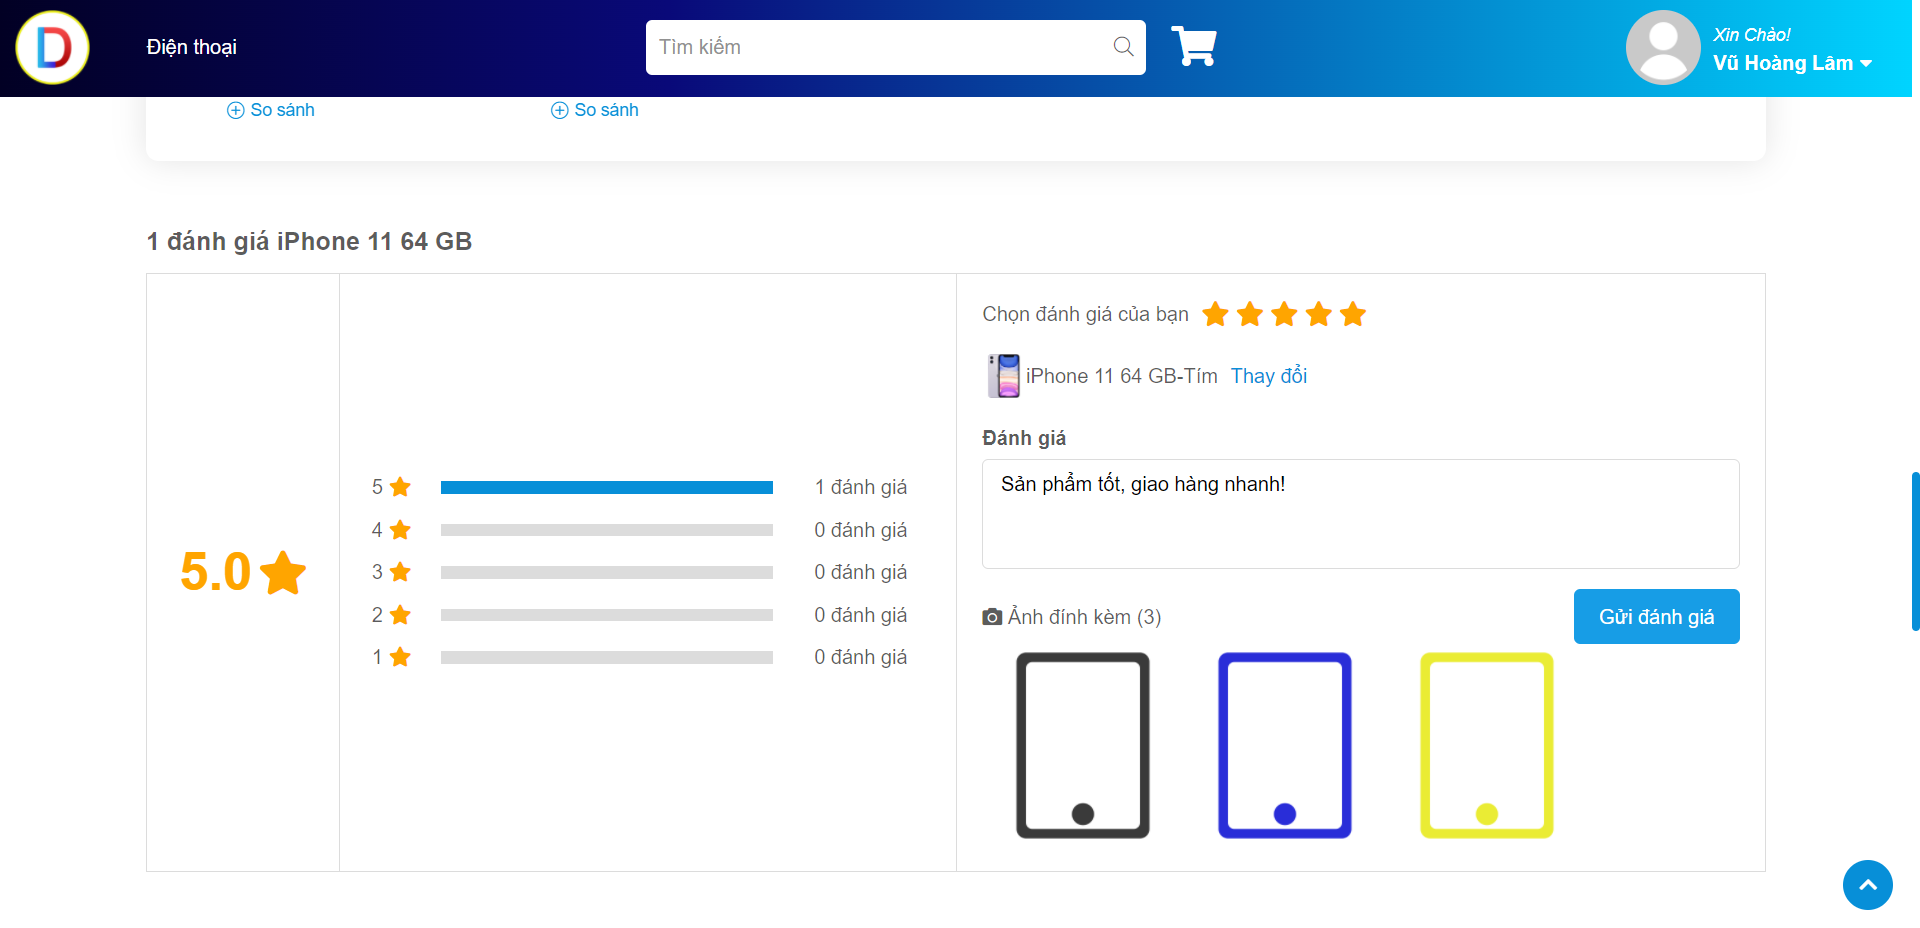 D
Điện thoại
Tìm kiếm
Xin Chào!
Vũ Hoàng Lâm
So sánh
So sánh
1 đánh giá iPhone 11 64 GB
5.0
5
1 đánh giá
4
0 đánh giá
3
0 đánh giá
2
0 đánh giá
1
0 đánh giá
Chọn đánh giá của bạn
iPhone 11 64 GB-Tím Thay đổi
Đánh giá
Sản phẩm tốt, giao hàng nhanh!
Ảnh đính kèm (3)
Gửi đánh giá